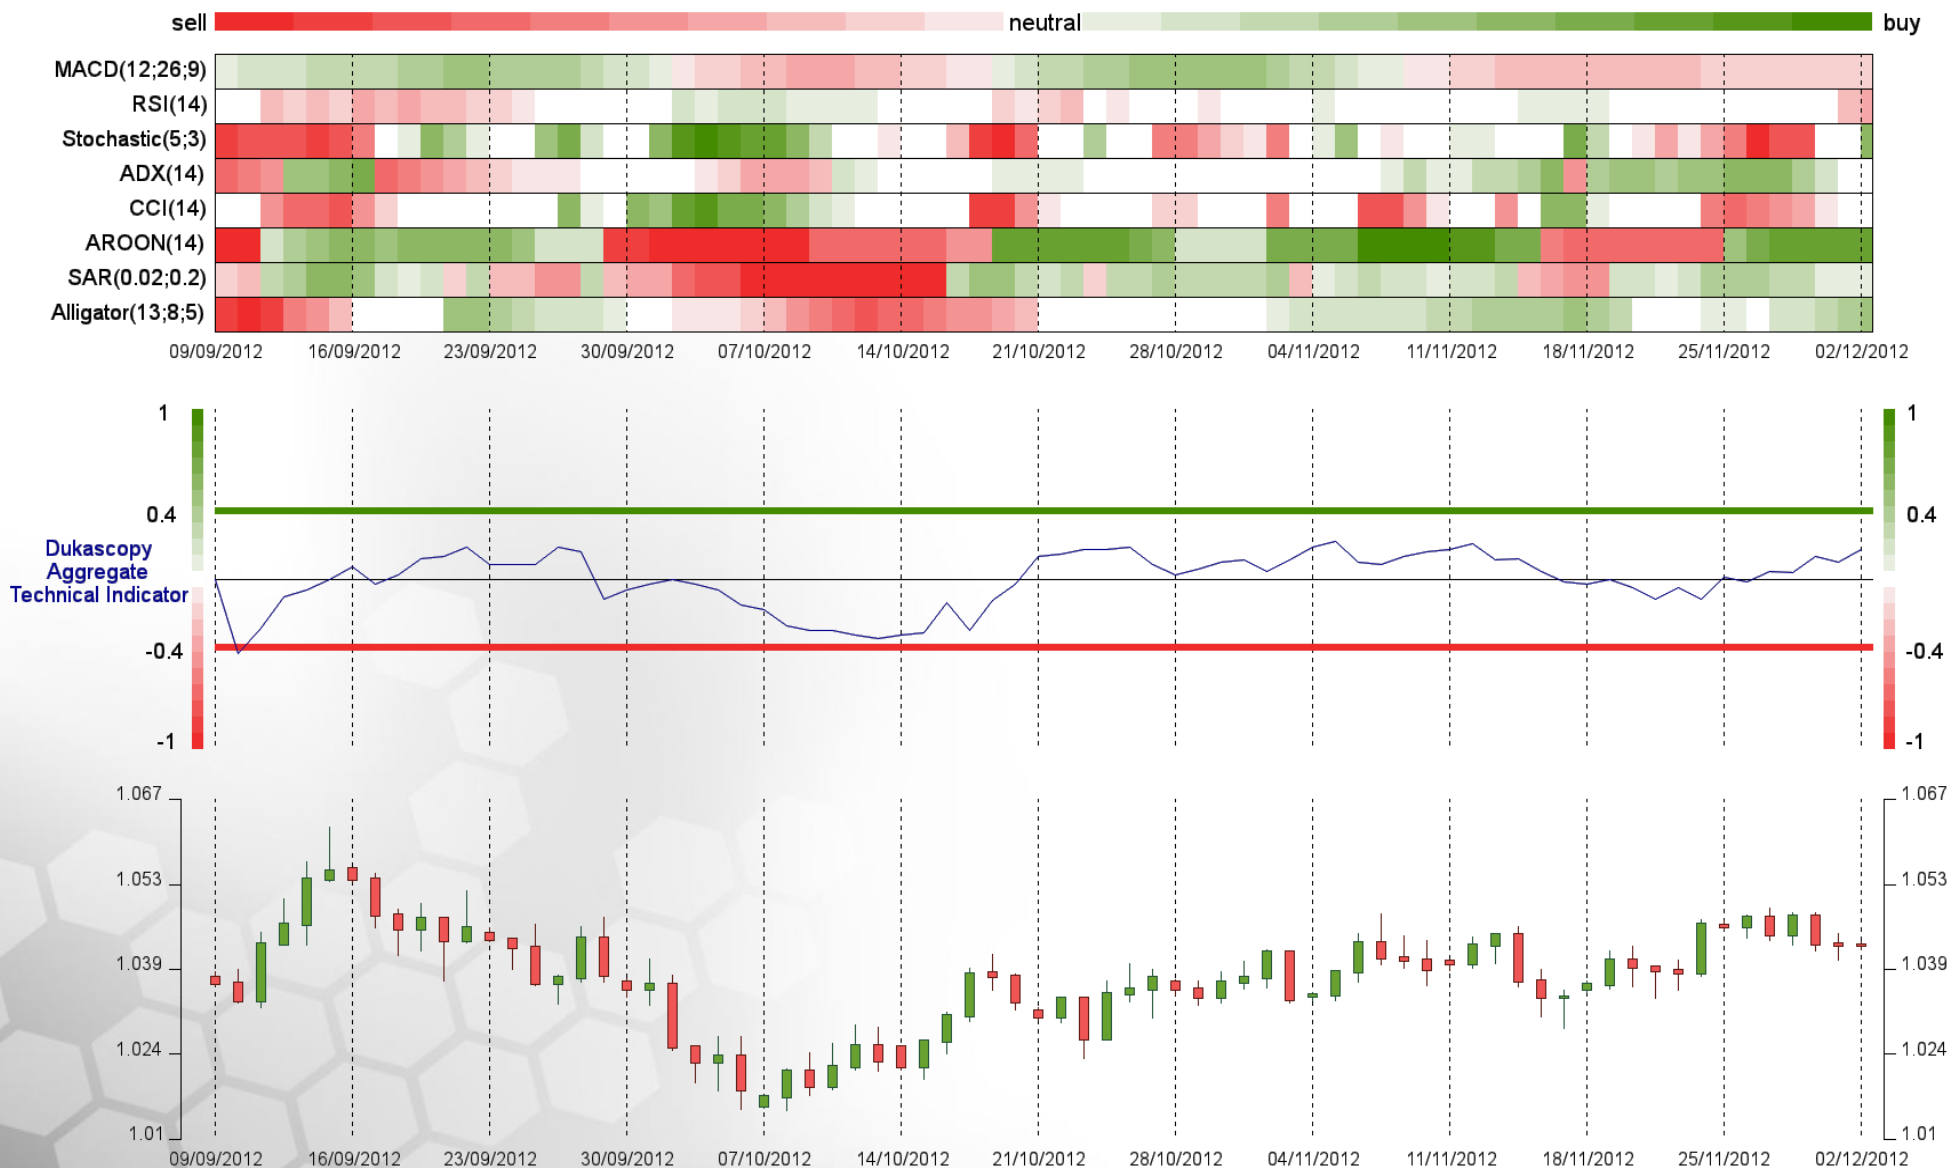 sell neutral buy
MACD(12;26;9)
RSI(14)
Stochastic(5;3)
ADX(14)
CCI(14)
AROON(14)
SAR(0.02;0.2)
Alligator(13;8;5)
09/09/2012 16/09/2012 23/09/2012 30/09/2012 07/10/2012 14/10/2012 21/10/2012 28/10/2012 04/11/2012 11/11/2012 18/11/2012 25/11/2012 02/12/2012
1 1
0.4 0.4
Dukascopy
Aggregate
Technical Indicator
-0.4 -0.4
-1 -1
1.067 1.067
1.053 1.053
1.039 1.039
1.024 1.024
1.01 1.01
09/09/2012 16/09/2012 23/09/2012 30/09/2012 07/10/2012 14/10/2012 21/10/2012 28/10/2012 04/11/2012 11/11/2012 18/11/2012 25/11/2012 02/12/2012